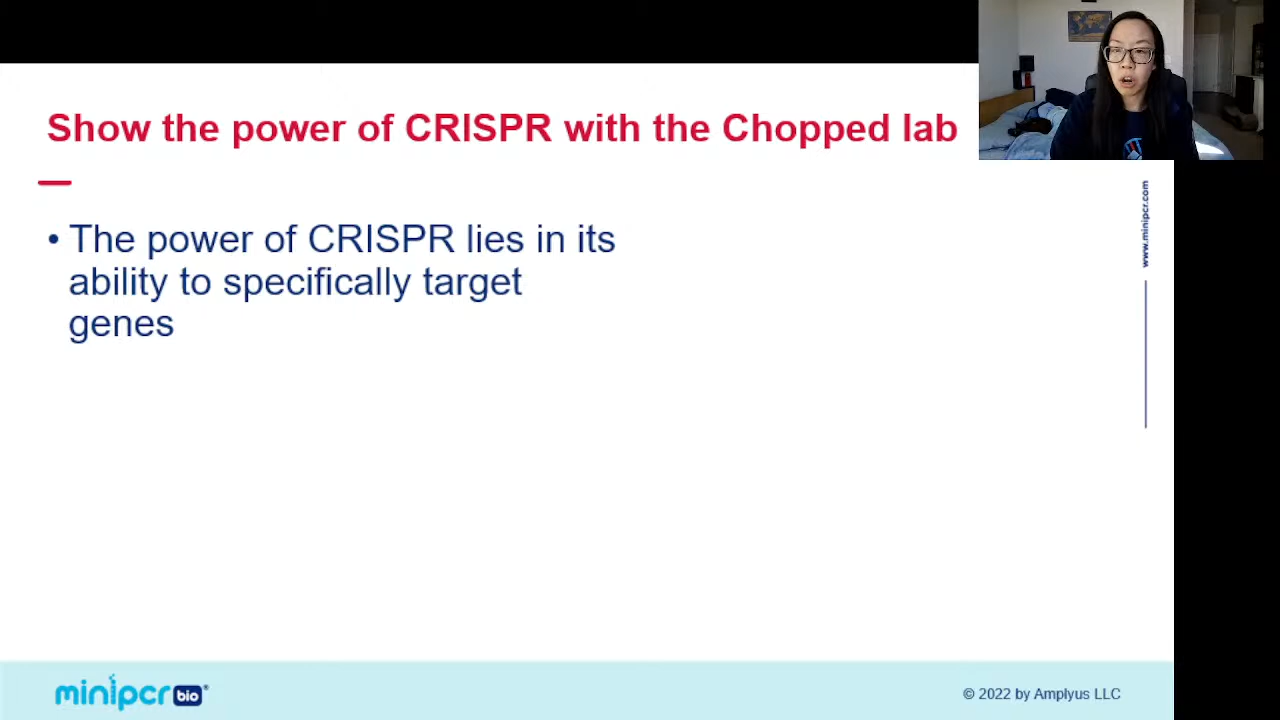 Show the power of CRISPR with the Chopped lab
• The power of CRISPR lies in its
ability to specifically target
genes
www.minipcr.com
minipcr bio®
© 2022 by Amplyus LLC